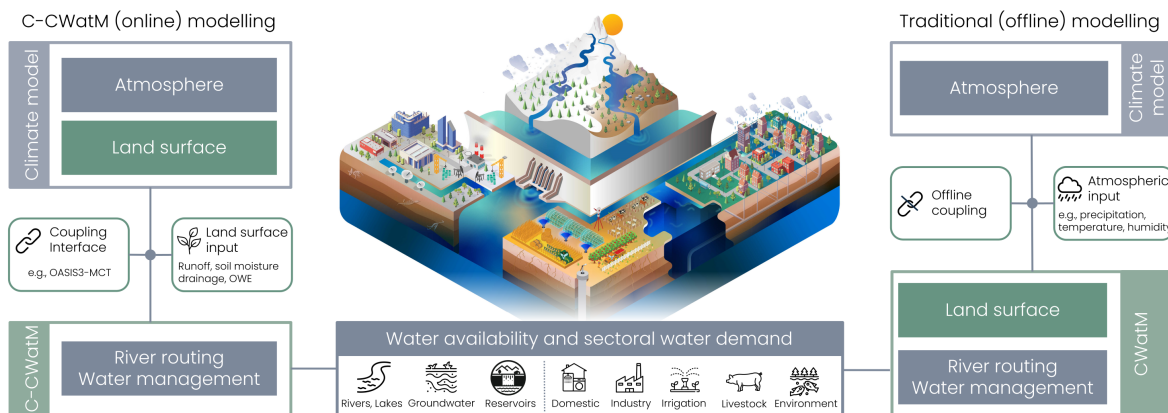 C-CWatM (online) modelling
Climate model
Atmosphere
Land surface
Coupling
Interface
e.g., OASIS3-MCT
Land surface
input
Runoff, soil moisture
drainage, OWE
C-CWatM
River routing
Water management
Water availability and sectoral water demand
Rivers, Lakes
Groundwater
Reservoirs
Domestic
Industry
Irrigation
Livestock
Environment
Traditional (offline) modelling
Atmosphere
Climate
model
Offline
coupling
Atmospheric
input
e.g., precipitation,
temperature, humidity
Land surface
River routing
Water management
CWatM